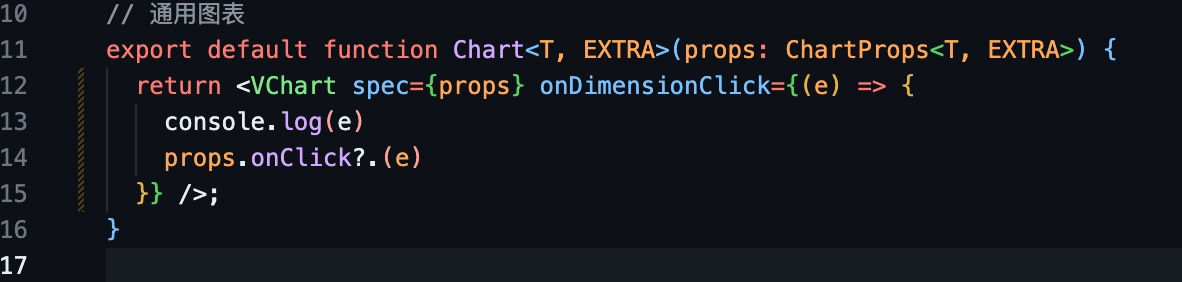 10 // 通用图表
11 export default function Chart<T, EXTRA>(props: ChartProps<T, EXTRA>) {
12   return <VChart spec={props} onDimensionClick={(e) => {
13     console.log(e)
14     props.onClick?.(e)
15   }} />;
16 }
17